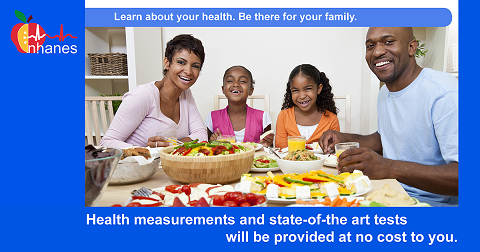 Learn about your health. Be there for your family.
nhanes
Health measurements and state-of-the art tests
will be provided at no cost to you.